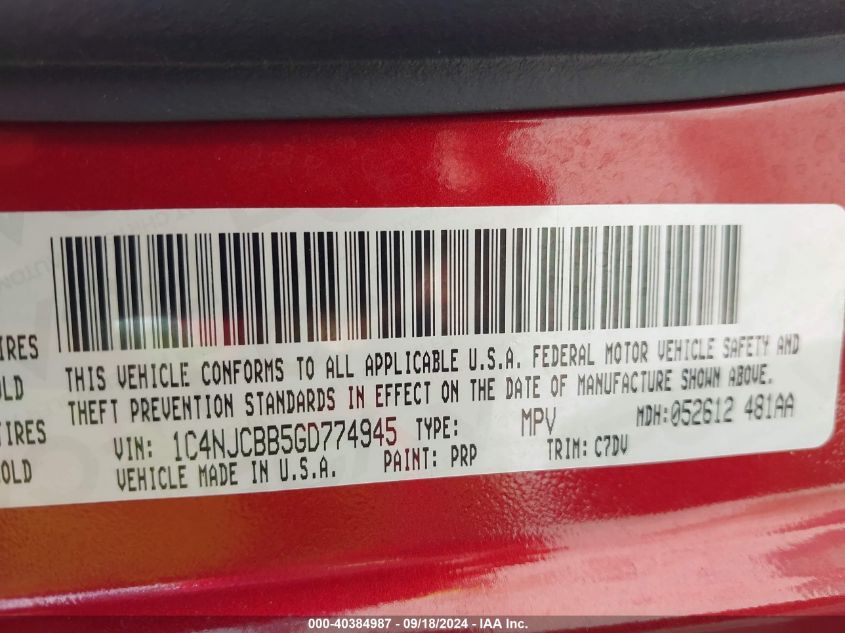 IRES
THIS VEHICLE CONFORMS TO ALL APPLICABLE U.S.A. FEDERAL MOTOR VEHICLE SAFETY AND
OLD
THEFT PREVENTION STANDARDS IN EFFECT ON THE DATE OF MANUFACTURE SHOWN ABOVE.
TIRES
VIN: 1C4NJCBB5GD774945 TYPE: MPV MDH:052612 481AA
OLD
VEHICLE MADE IN U.S.A. PAINT: PRP TRIM: C7DV
000-40384987 - 09/18/2024 - IAA Inc.